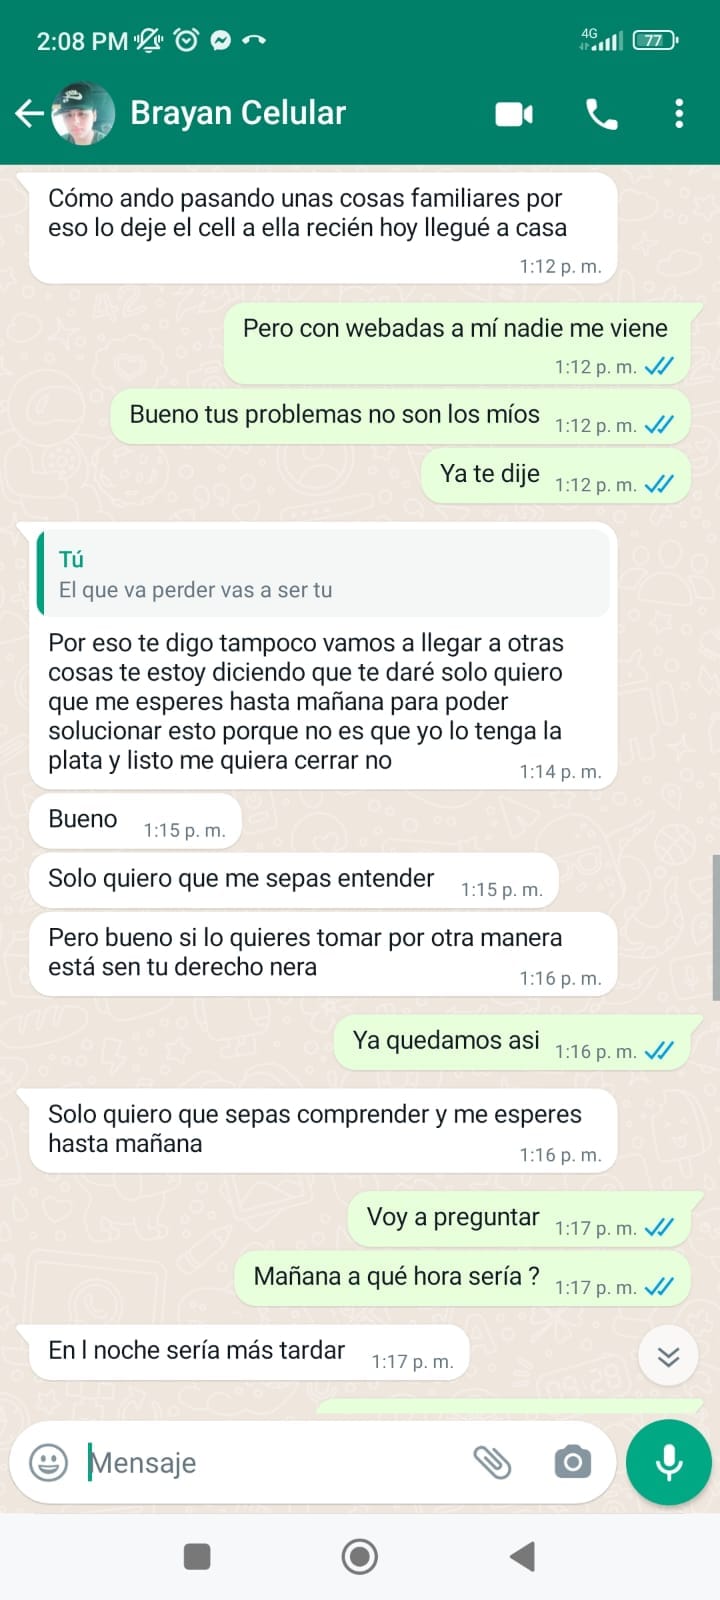 2:08 PM
4G
77
Brayan Celular
Cómo ando pasando unas cosas familiares por
eso lo deje el cell a ella recién hoy llegué a casa
1:12 p. m.
Pero con webadas a mí nadie me viene
1:12 p. m.
Bueno tus problemas no son los míos
1:12 p. m.
Ya te dije
1:12 p. m.
Tú
El que va perder vas a ser tu
Por eso te digo tampoco vamos a llegar a otras
cosas te estoy diciendo que te daré solo quiero
que me esperes hasta mañana para poder
solucionar esto porque no es que yo lo tenga la
plata y listo me quiera cerrar no
1:14 p. m.
Bueno
1:15 p. m.
Solo quiero que me sepas entender
1:15 p. m.
Pero bueno si lo quieres tomar por otra manera
está sen tu derecho nera
1:16 p. m.
Ya quedamos asi
1:16 p. m.
Solo quiero que sepas comprender y me esperes
hasta mañana
1:16 p. m.
Voy a preguntar
1:17 p. m.
Mañana a qué hora sería ?
1:17 p. m.
En l noche sería más tardar
1:17 p. m.
Mensaje